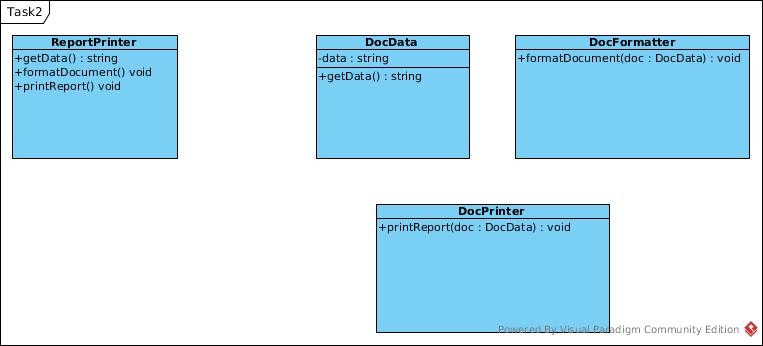 Task2
ReportPrinter
+getData() : string
+formatDocument() void
+printReport() void
DocData
-data : string
+getData() : string
DocFormatter
+formatDocument(doc : DocData) : void
DocPrinter
+printReport(doc : DocData) : void
Powered By Visual Paradigm Community Edition